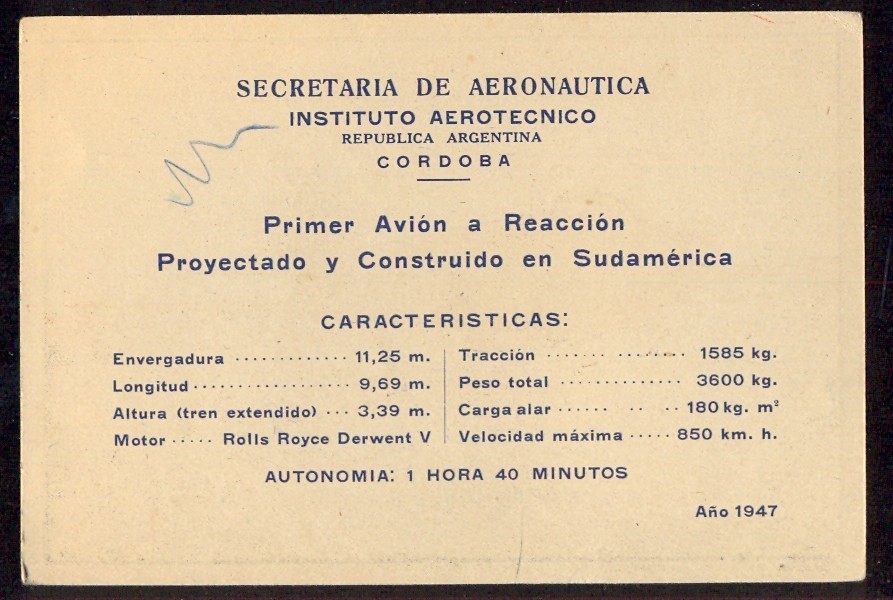 SECRETARIA DE AERONAUTICA
INSTITUTO AEROTECNICO
REPUBLICA ARGENTINA
CORDOBA
Primer Avión a Reacción
Proyectado y Construido en Sudamérica
CARACTERISTICAS:
Envergadura ············· 11,25 m.
Longitud ·················· 9,69 m.
Altura (tren extendido) ··· 3,39 m.
Motor ····· Rolls Royce Derwent V
Tracción ······· ········ 1585 kg.
Peso total ·············· 3600 kg.
Carga alar ······ ·· ·· 180 kg. m²
Velocidad máxima ····· 850 km. h.
AUTONOMIA: 1 HORA 40 MINUTOS
Año 1947